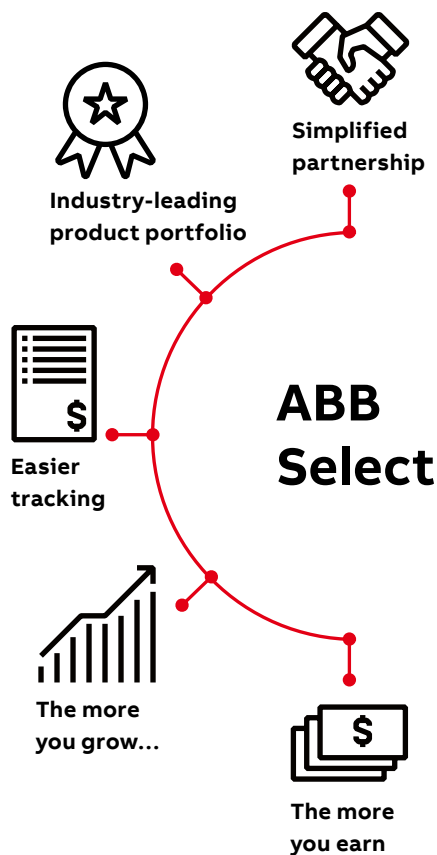 Simplified
partnership
Industry-leading
product portfolio
ABB
Select
$
Easier
tracking
The more
you grow...
$
The more
you earn